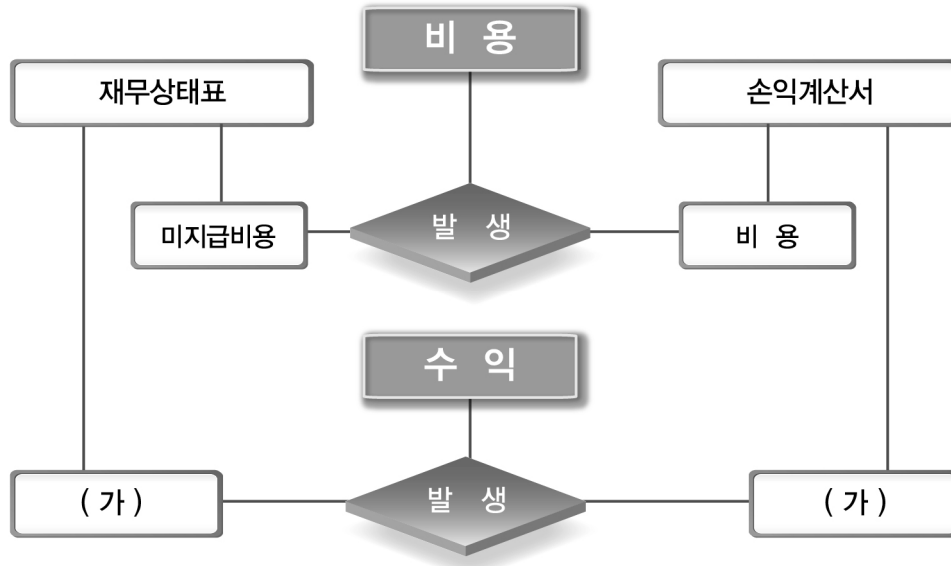 비 용
재무상태표
손익계산서
미지급비용
발 생
비 용
수 익
( 가 )
발 생
( 가 )